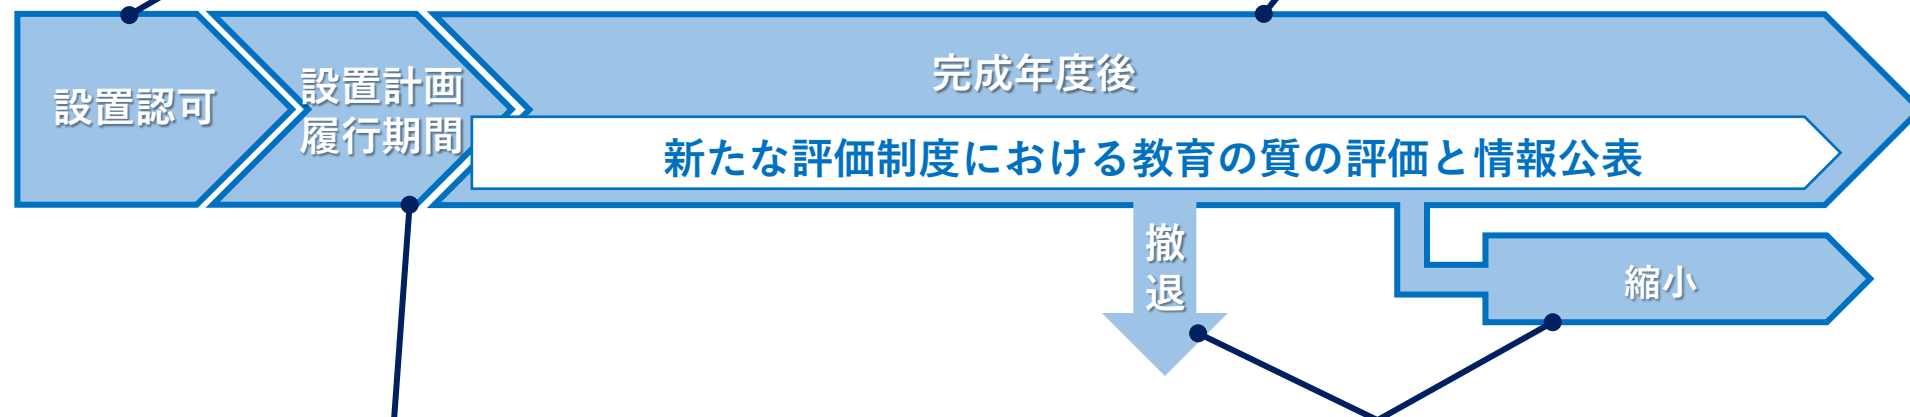 設置認可
設置計画
履行期間
完成年度後
新たな評価制度における教育の質の評価と情報公表
撤
退
縮小